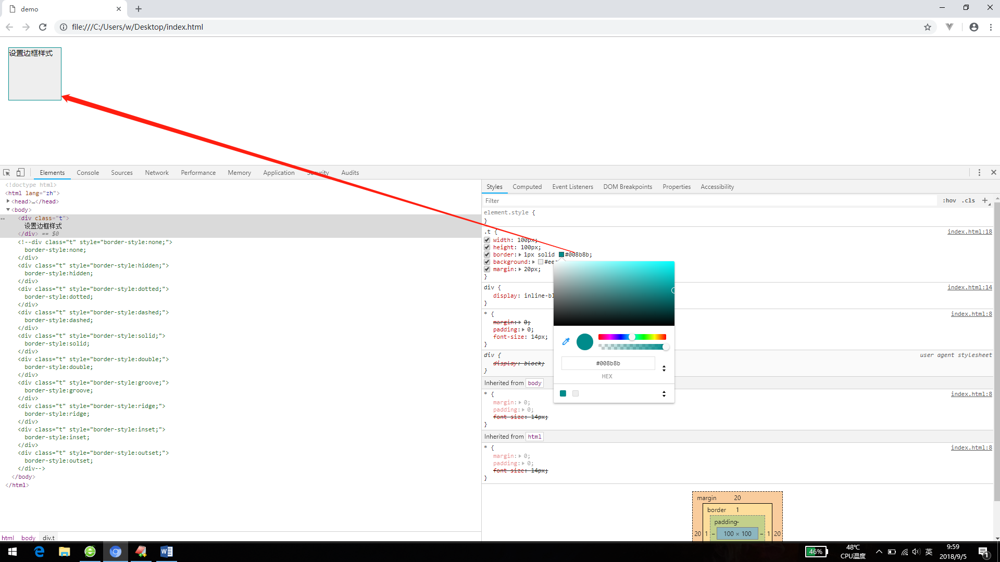 demo
file:///C:/Users/w/Desktop/index.html
设置边框样式
Elements Console Sources Network Performance Memory Application Security Audits
<!doctype html>
<html lang="zh">
<head>…</head>
<body>
<div class="t">
设置边框样式
</div> == $0
<!--div class="t" style="border-style:none;">
border-style:none;
</div>
<div class="t" style="border-style:hidden;">
border-style:hidden;
</div>
<div class="t" style="border-style:dotted;">
border-style:dotted;
</div>
<div class="t" style="border-style:dashed;">
border-style:dashed;
</div>
<div class="t" style="border-style:solid;">
border-style:solid;
</div>
<div class="t" style="border-style:double;">
border-style:double;
</div>
<div class="t" style="border-style:groove;">
border-style:groove;
</div>
<div class="t" style="border-style:ridge;">
border-style:ridge;
</div>
<div class="t" style="border-style:inset;">
border-style:inset;
</div>
<div class="t" style="border-style:outset;">
border-style:outset;
</div-->
</body>
</html>
html body div.t
Styles Computed Event Listeners DOM Breakpoints Properties Accessibility
Filter :hov .cls
element.style {
}
.t { index.html:18
width: 100px;
height: 100px;
border: 1px solid #008b8b;
background: #ee
margin: 20px;
}
div { index.html:14
display: inline-bl
}
* { index.html:8
margin: 0;
padding: 0;
font-size: 14px;
}
div { user agent stylesheet
display: block;
}
#008b8b
HEX
Inherited from body
* { index.html:8
margin: 0;
padding: 0;
font-size: 14px;
}
Inherited from html
* { index.html:8
margin: 0;
padding: 0;
font-size: 14px;
}
margin 20
border 1
padding-
20 1 - 100 × 100 - 1 20
46% 48℃ 英 9:59
CPU温度 2018/9/5 1